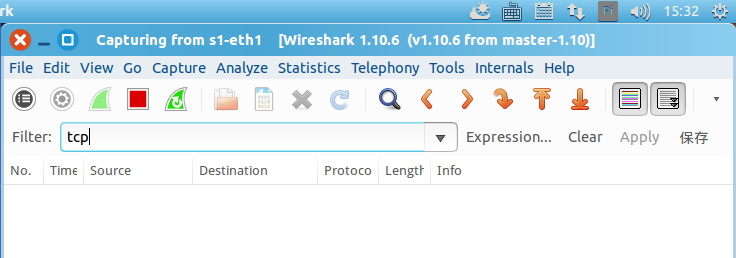 rk 15:32
Capturing from s1-eth1 [Wireshark 1.10.6 (v1.10.6 from master-1.10)]
File Edit View Go Capture Analyze Statistics Telephony Tools Internals Help
Filter: tcp Expression... Clear Apply 保存
No. Time Source Destination Protoco Length Info